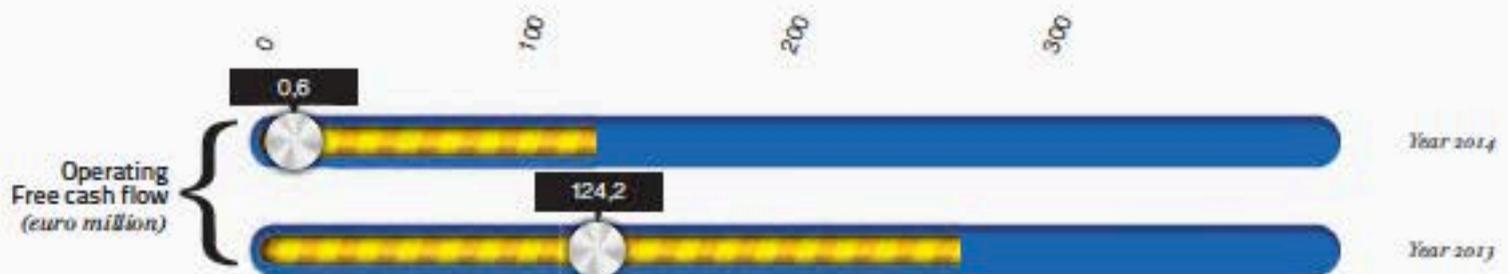 0 100 200 300
0,6
Year 2014
Operating
Free cash flow
(euro million)
124,2
Year 2013